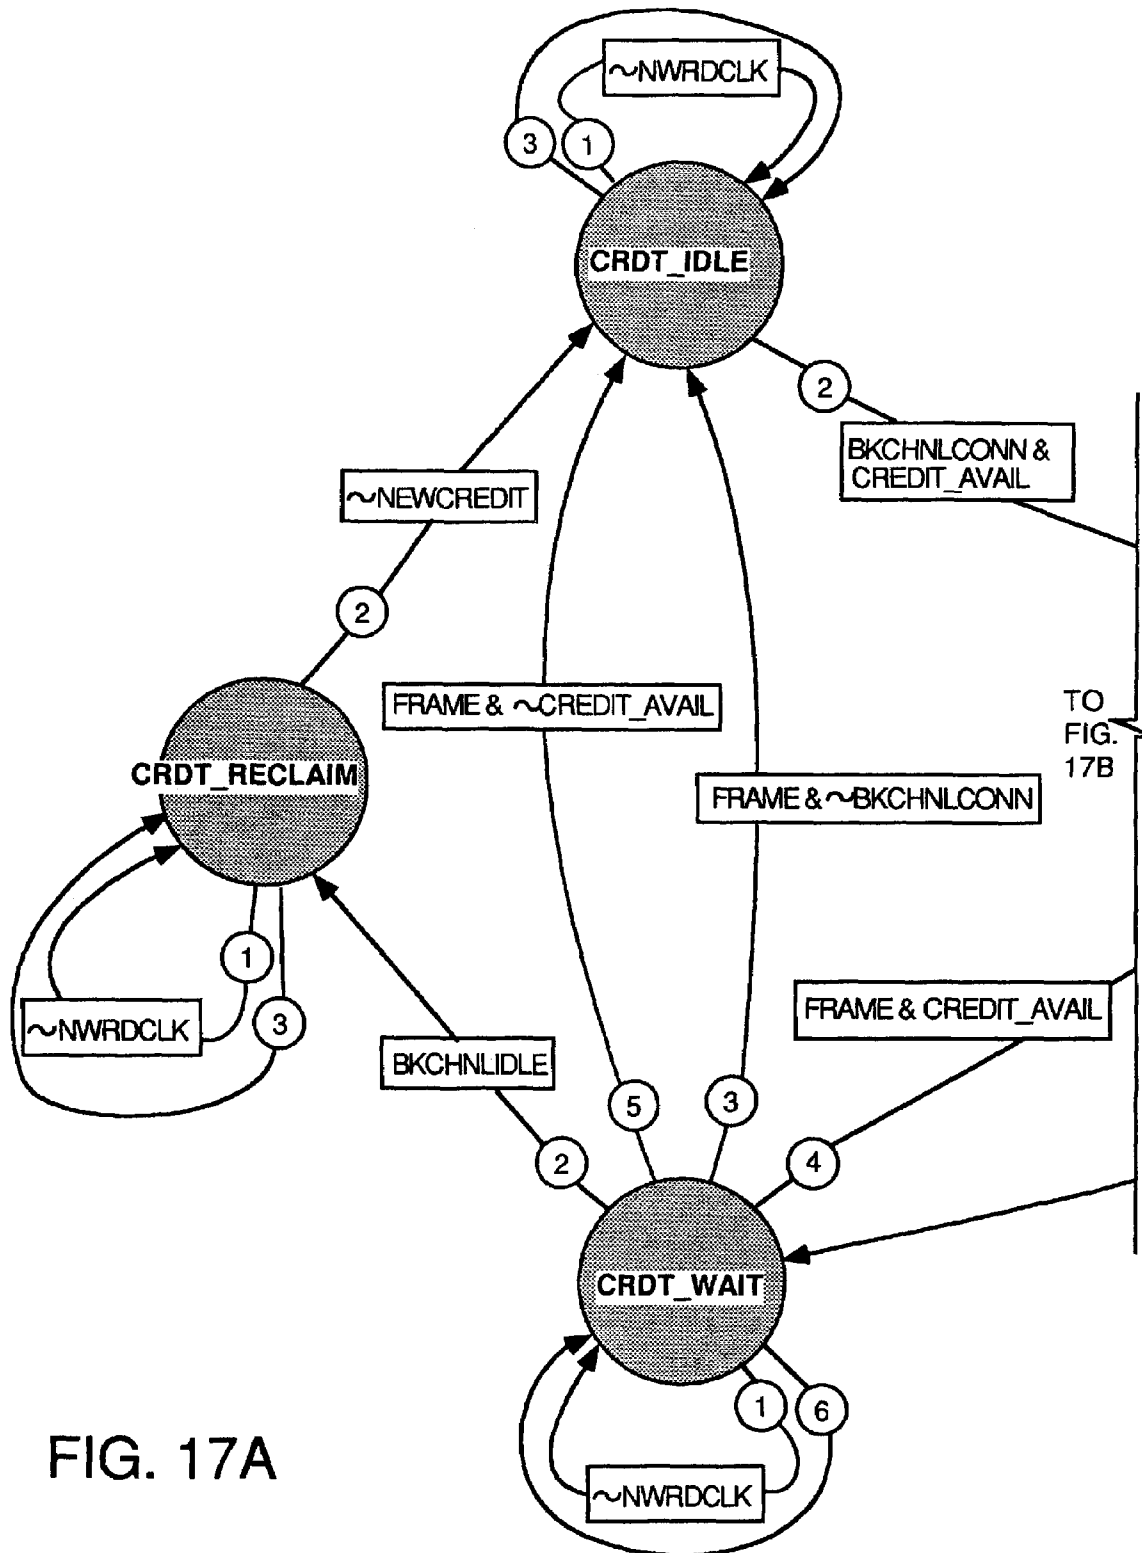 ~NWRDCLK
3
1
CRDT_IDLE
2
BKCHNLCONN &
CREDIT_AVAIL
~NEWCREDIT
2
FRAME & ~CREDIT_AVAIL
TO
FIG.
17B
CRDT_RECLAIM
FRAME & ~BKCHNLCONN
1
3
~NWRDCLK
FRAME & CREDIT_AVAIL
BKCHNLIDLE
5
3
2
4
CRDT_WAIT
1
6
~NWRDCLK
FIG. 17A